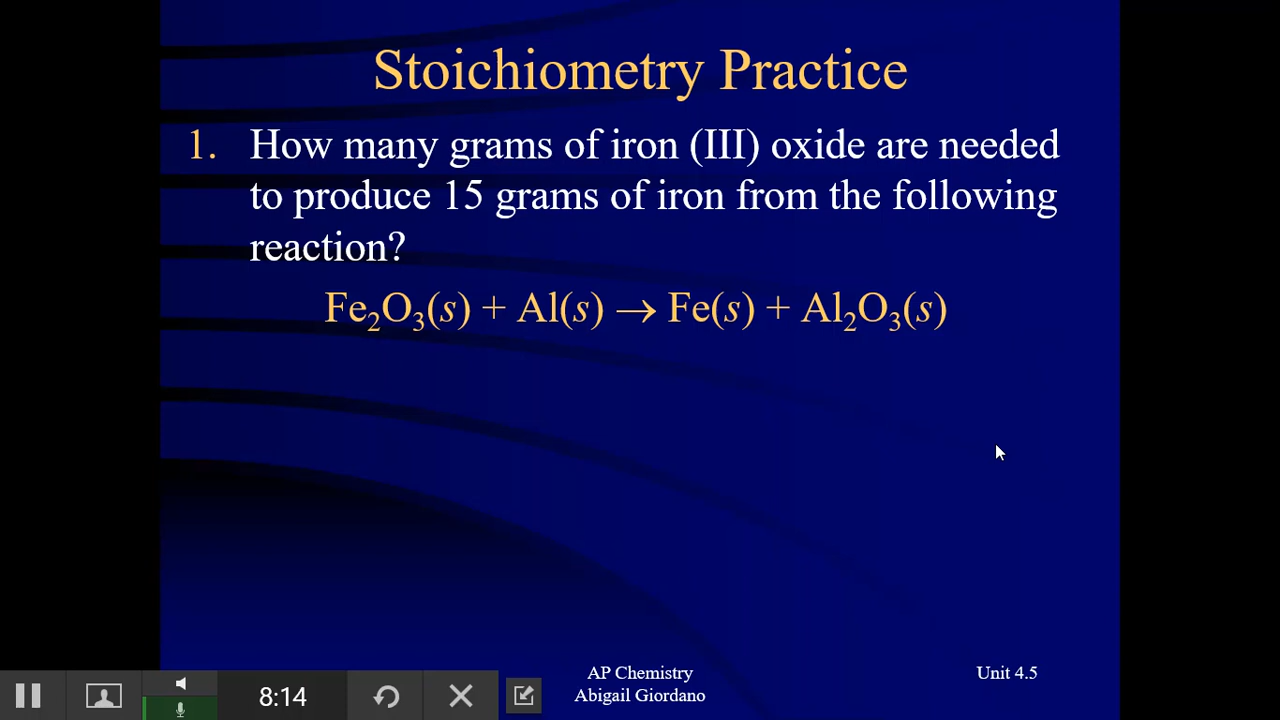 Stoichiometry Practice
1. How many grams of iron (III) oxide are needed
to produce 15 grams of iron from the following
reaction?
Fe₂O₃(s) + Al(s) → Fe(s) + Al₂O₃(s)
AP Chemistry
Abigail Giordano
Unit 4.5
8:14